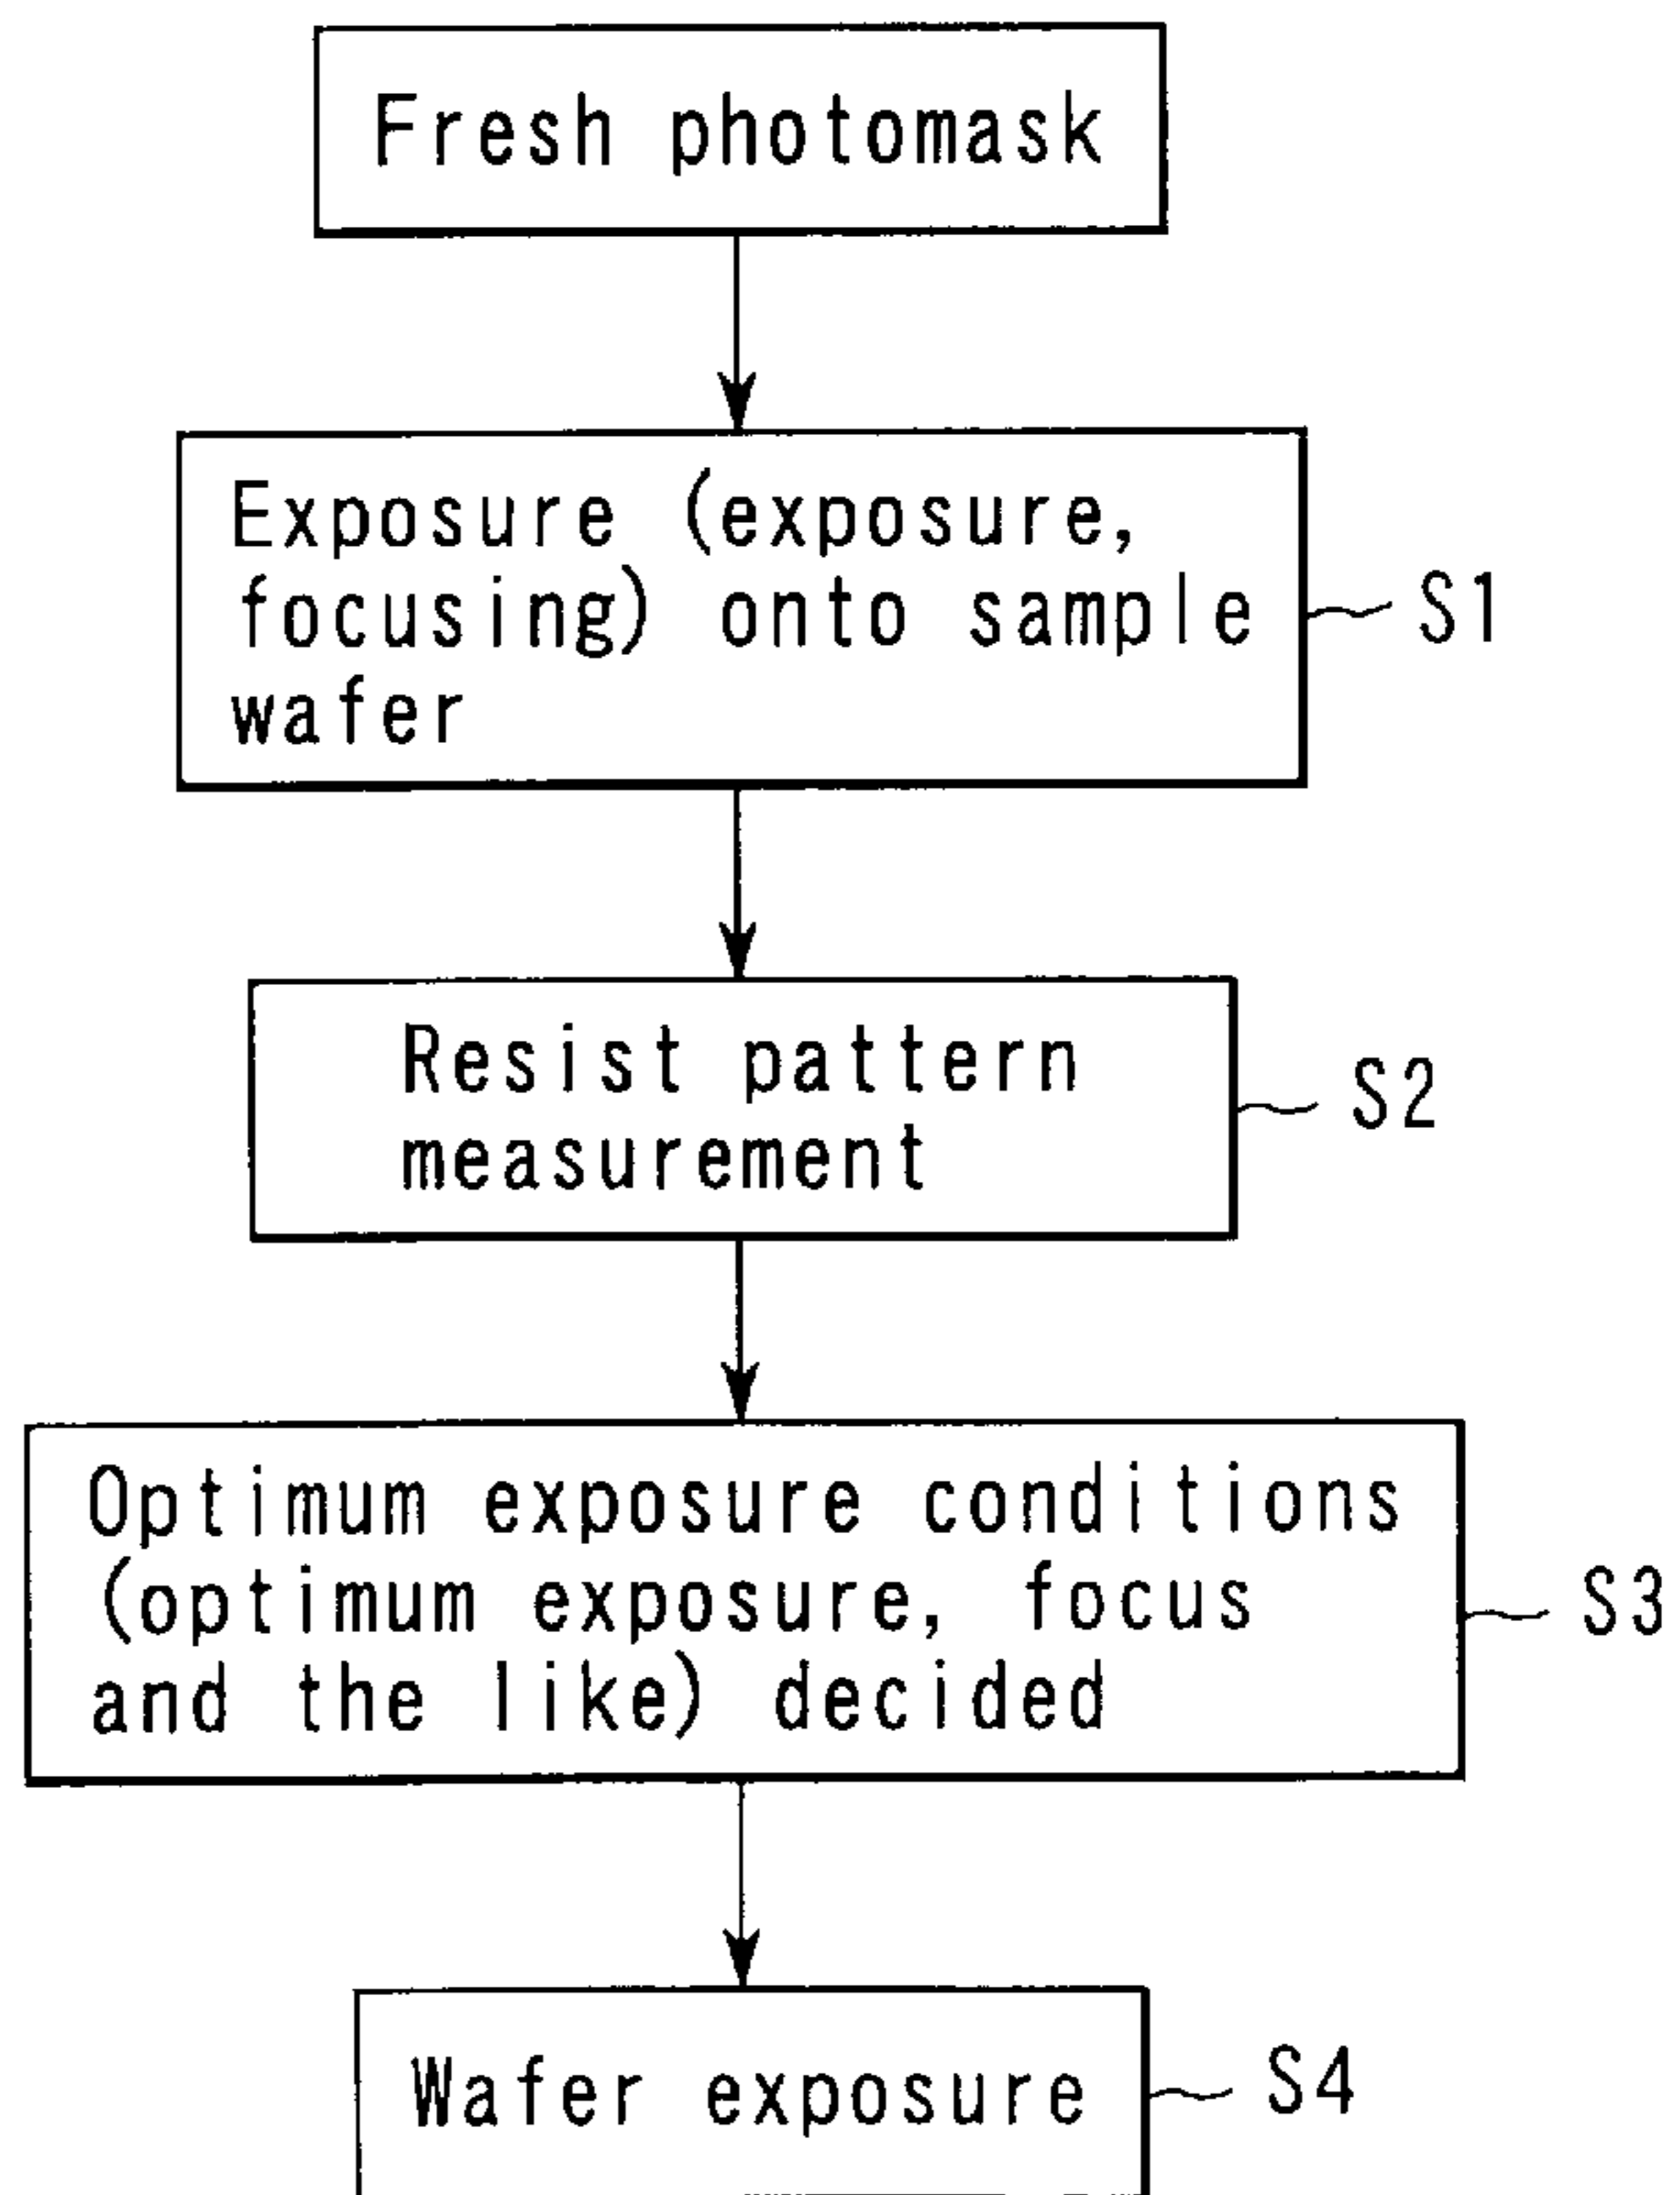 Fresh photomask
Exposure (exposure,
focusing) onto sample
wafer
S1
Resist pattern
measurement
S2
Optimum exposure conditions
(optimum exposure, focus
and the like) decided
S3
Wafer exposure
S4